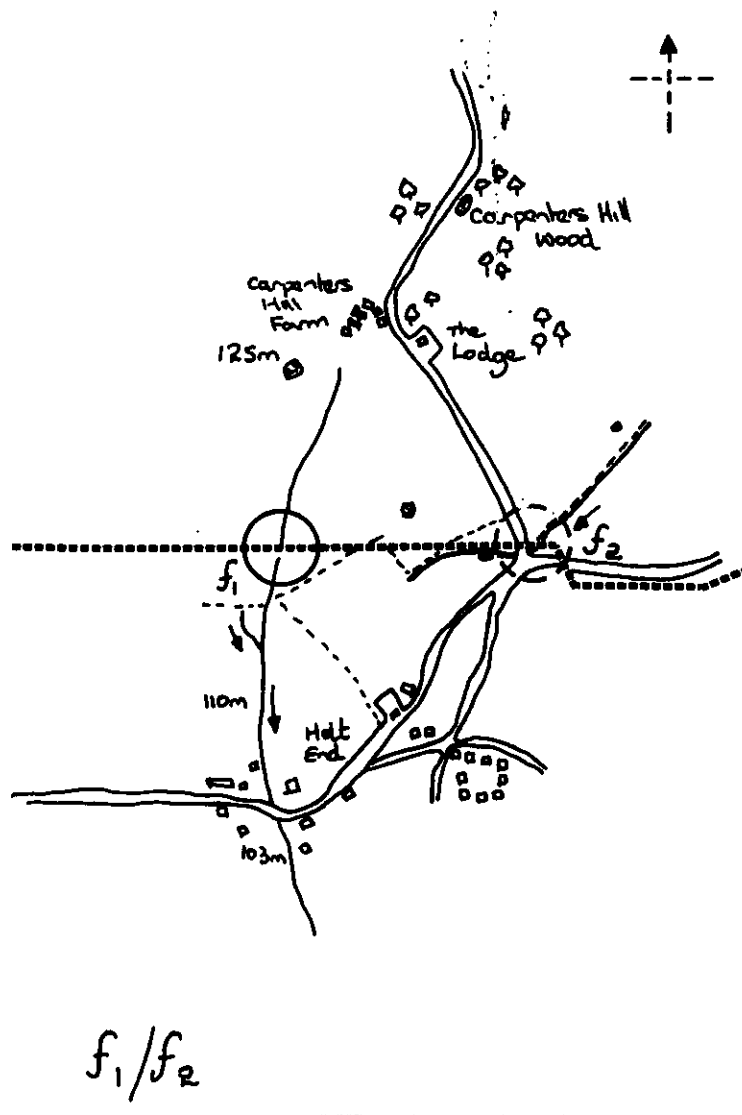 Carpenters Hill
Wood
Carpenters
Hill
Farm
The
Lodge
125m
f₁
f₂
110m
Holt
End
103m
f₁/f₂